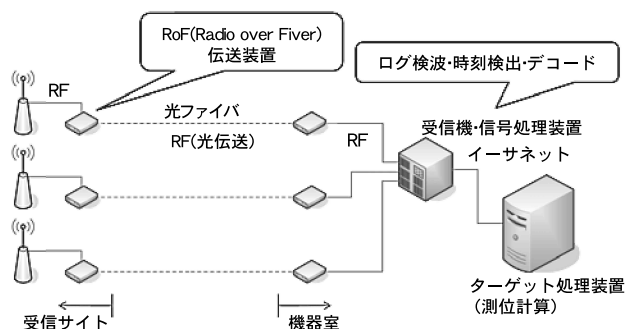 RoF(Radio over Fiver)
伝送装置
ログ検波・時刻検出・デコード
RF
光ファイバ
RF(光伝送)
RF
受信機・信号処理装置
イーサネット
ターゲット処理装置
(測位計算)
受信サイト
機器室